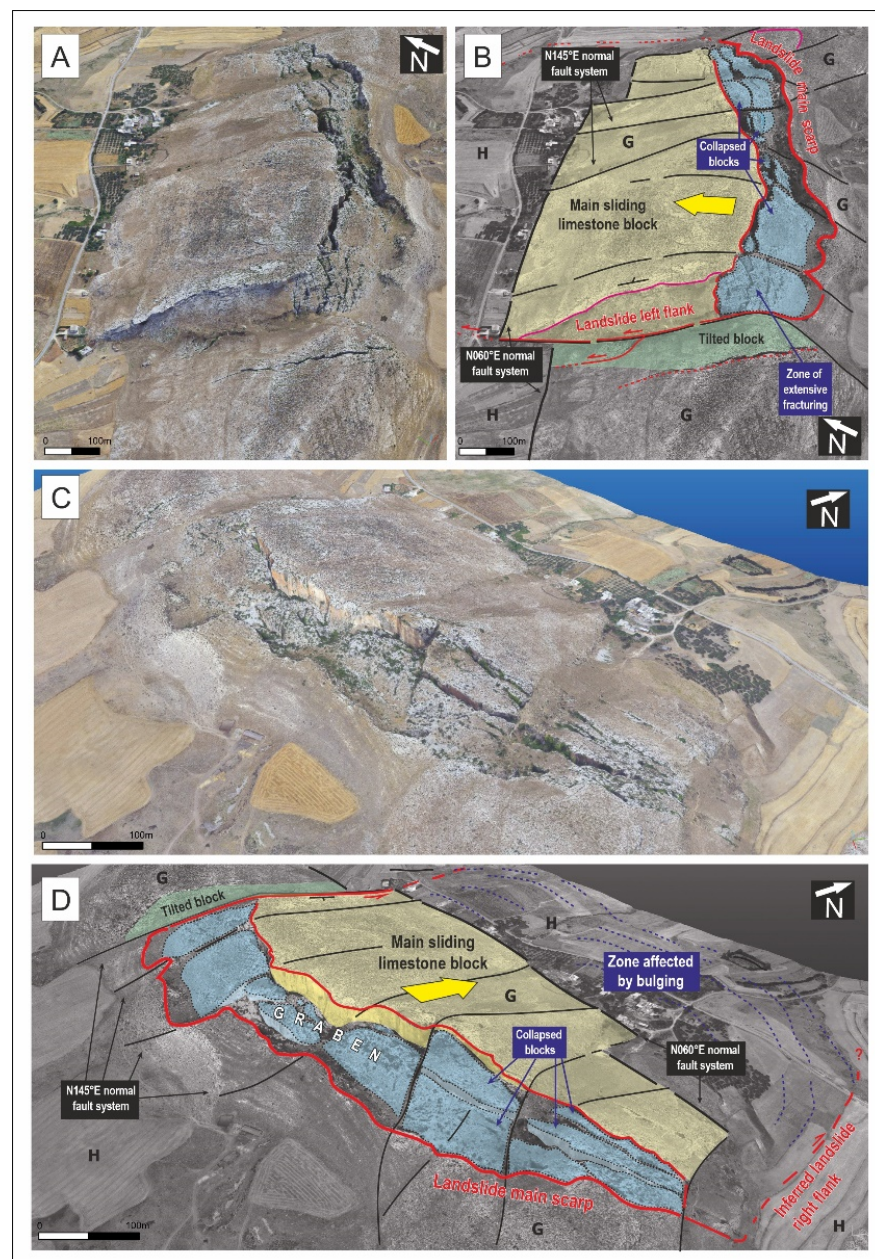 A
N
0 100m
B
N145°E normal
fault system
Landslide main scarp
G
H
G
Collapsed
blocks
G
Main sliding
limestone block
Landslide left flank
Tilted block
N060°E normal
fault system
Zone of
extensive
fracturing
H
G
0 100m
N
C
N
0 100m
D
G
Tilted block
N
Main sliding
limestone block
H
Zone affected
by bulging
G
GRABEN
Collapsed
blocks
N060°E normal
fault system
?
N145°E normal
fault system
H
Landslide main scarp
Inferred landslide
right flank
G
H
0 100m